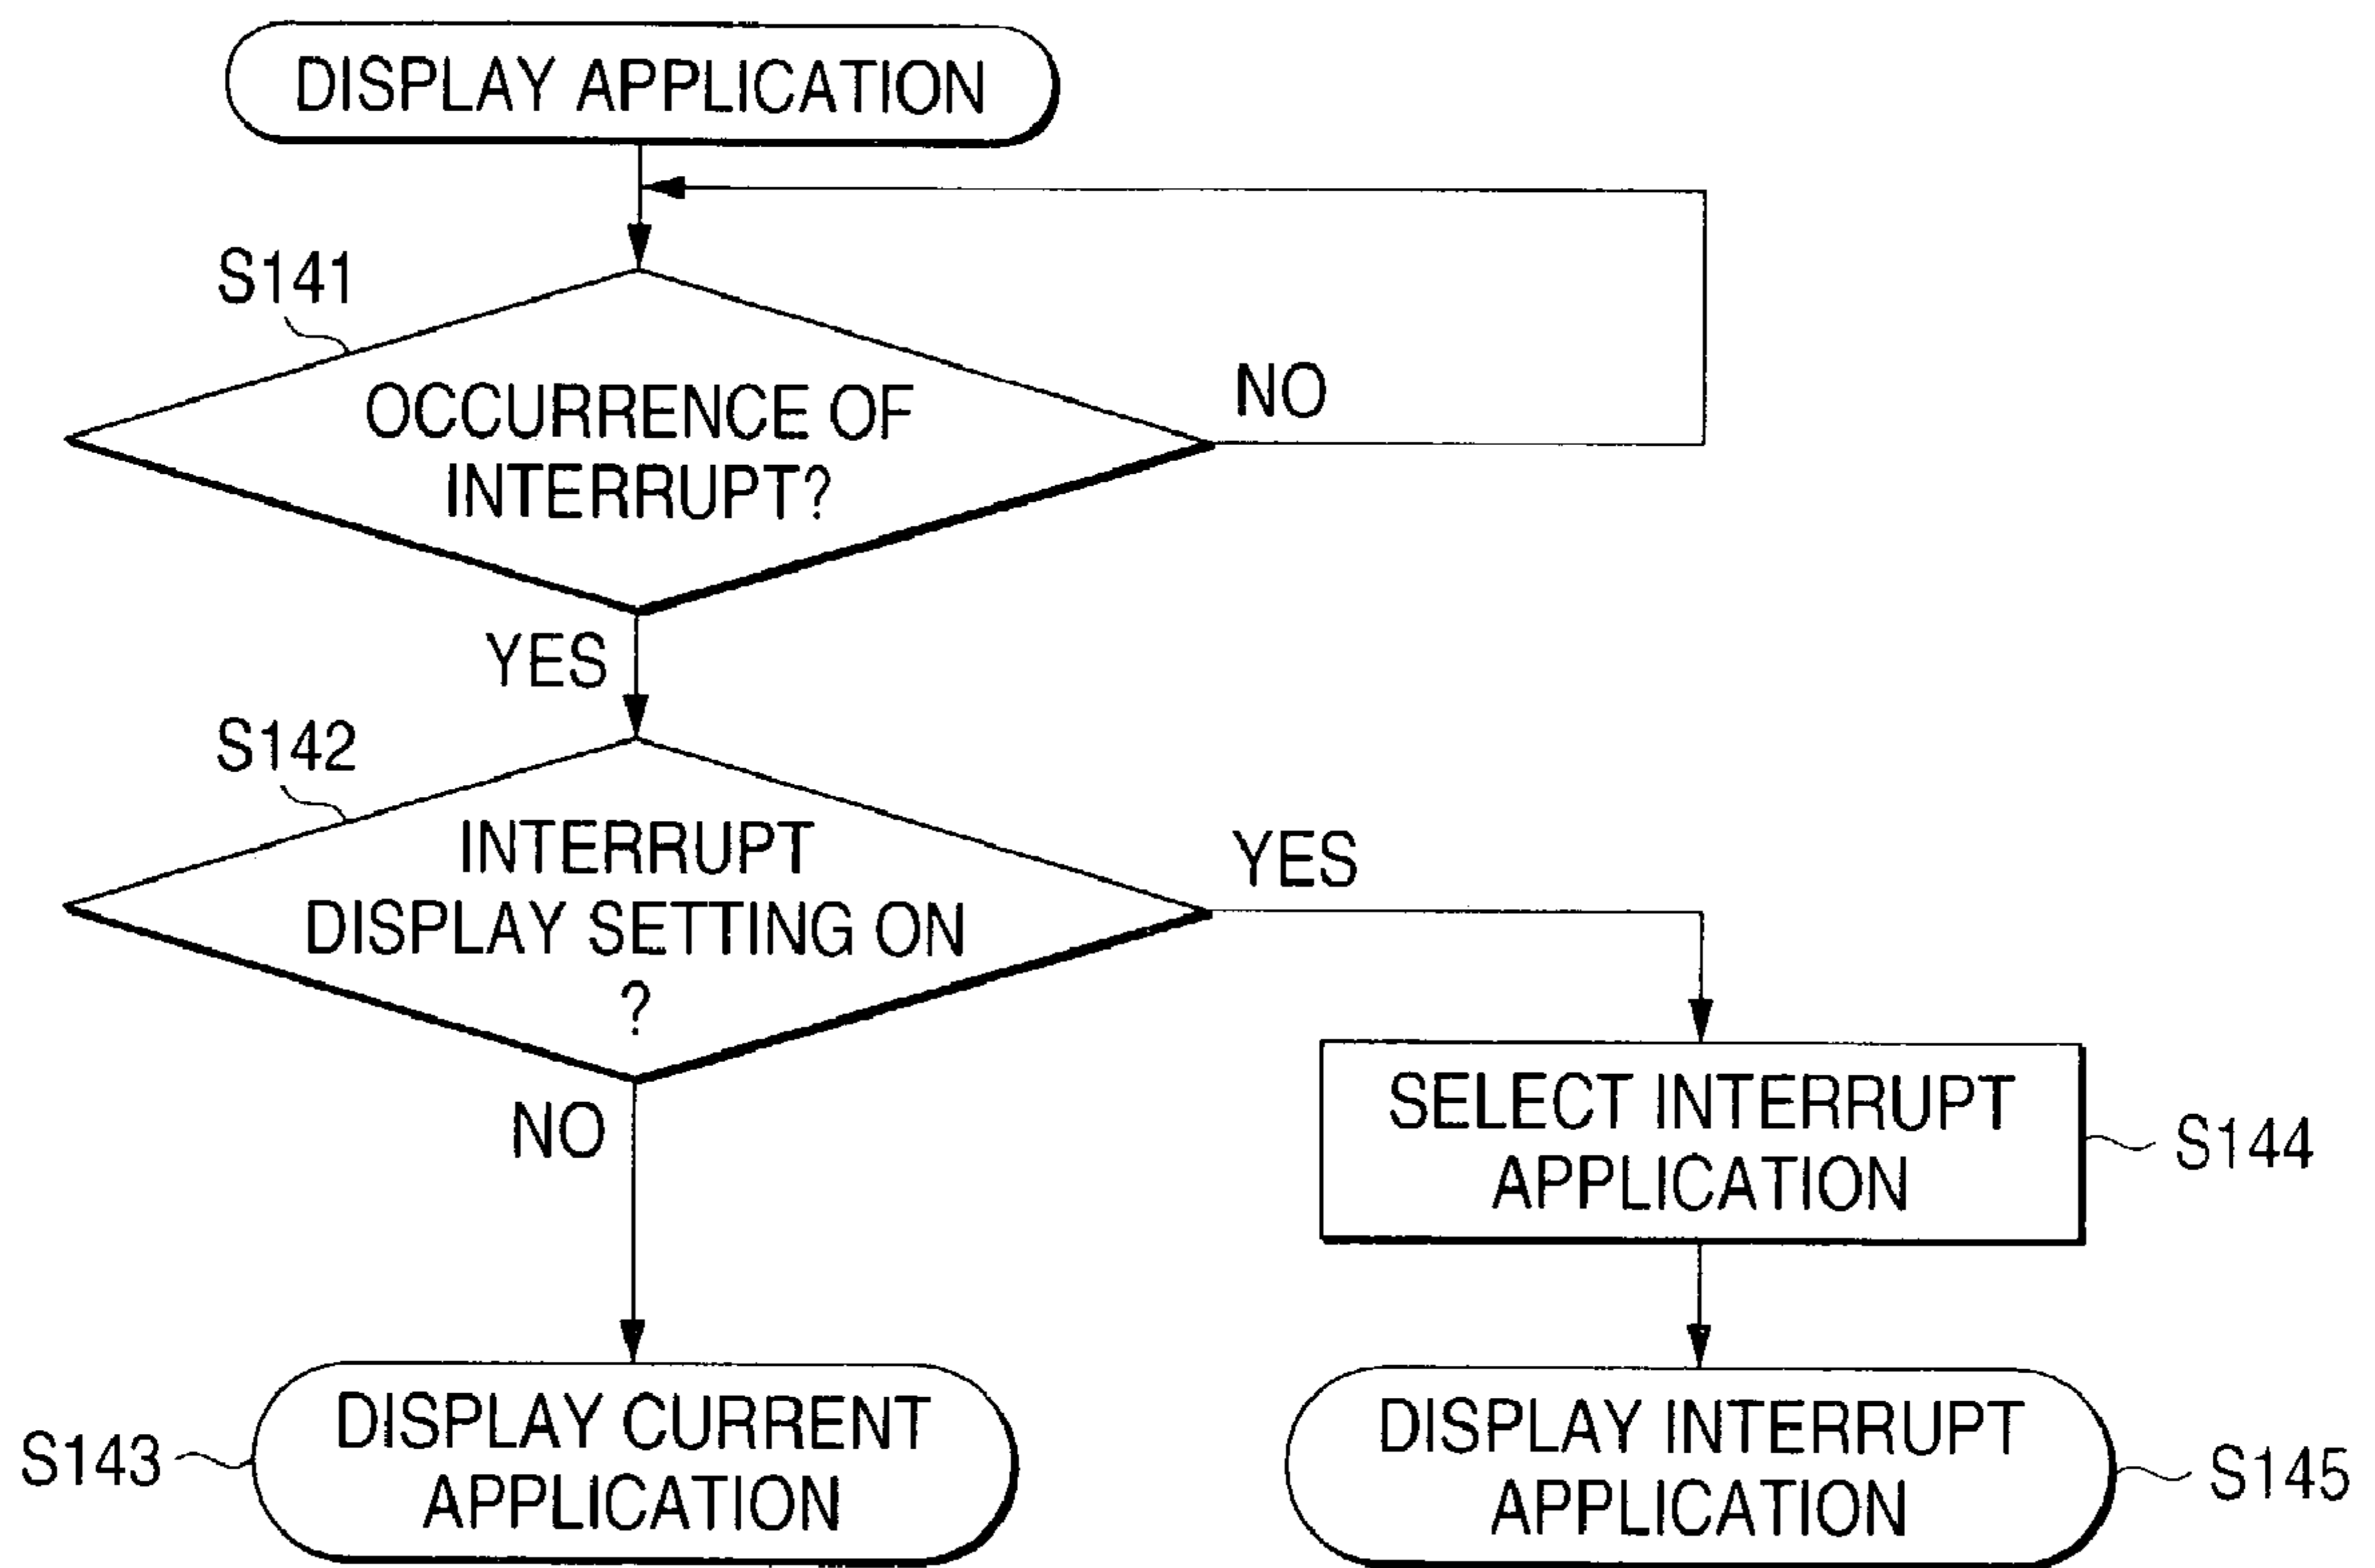 DISPLAY APPLICATION
S141
OCCURRENCE OF
INTERRUPT?
NO
YES
S142
INTERRUPT
DISPLAY SETTING ON
?
YES
NO
SELECT INTERRUPT
APPLICATION
S144
DISPLAY CURRENT
APPLICATION
S143
DISPLAY INTERRUPT
APPLICATION
S145